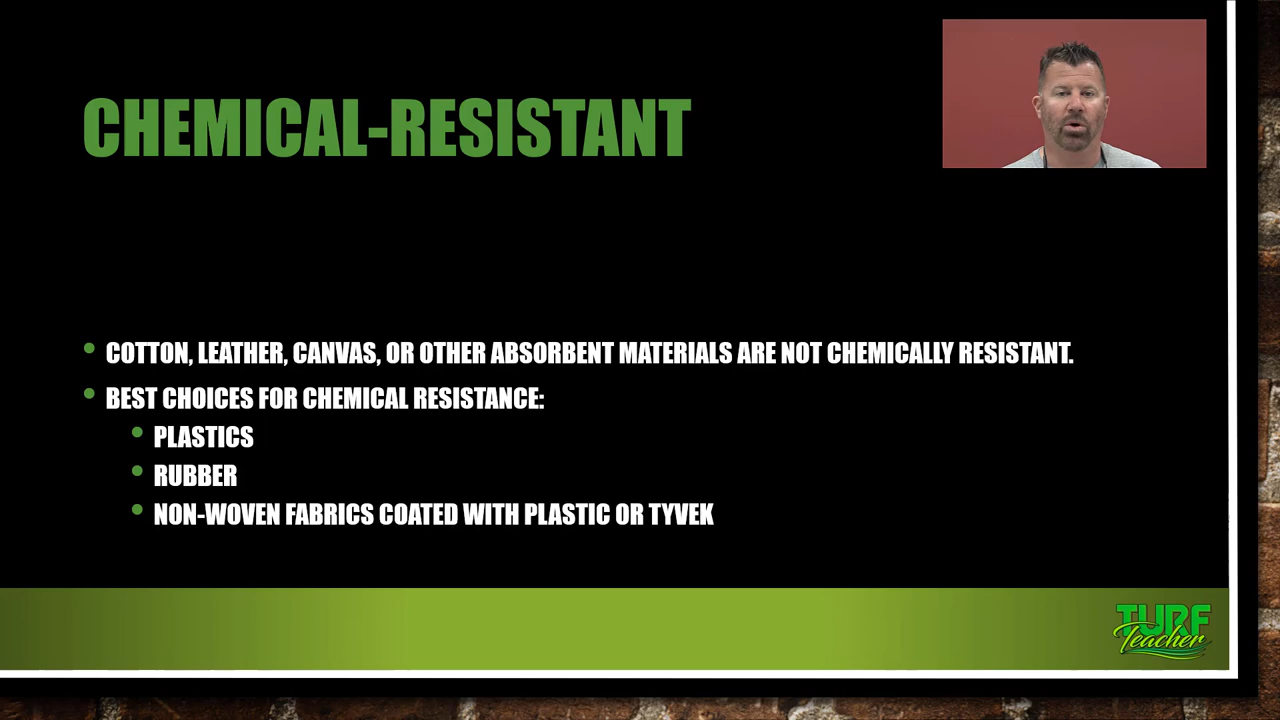 CHEMICAL-RESISTANT
COTTON, LEATHER, CANVAS, OR OTHER ABSORBENT MATERIALS ARE NOT CHEMICALLY RESISTANT.
BEST CHOICES FOR CHEMICAL RESISTANCE:
PLASTICS
RUBBER
NON-WOVEN FABRICS COATED WITH PLASTIC OR TYVEK
TURF
Teacher